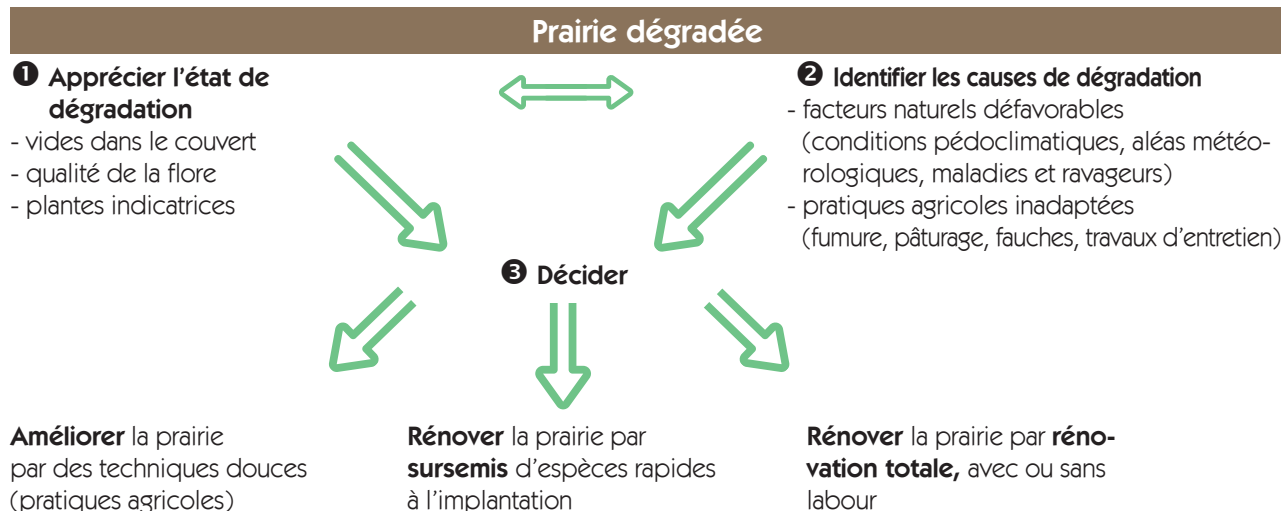 Prairie dégradée
❶ Apprécier l’état de
dégradation
- vides dans le couvert
- qualité de la flore
- plantes indicatrices
❷ Identifier les causes de dégradation
- facteurs naturels défavorables
(conditions pédoclimatiques, aléas météo-
rologiques, maladies et ravageurs)
- pratiques agricoles inadaptées
(fumure, pâturage, fauches, travaux d'entretien)
❸ Décider
Améliorer la prairie
par des techniques douces
(pratiques agricoles)
Rénover la prairie par
sursemis d’espèces rapides
à l’implantation
Rénover la prairie par réno-
vation totale, avec ou sans
labour